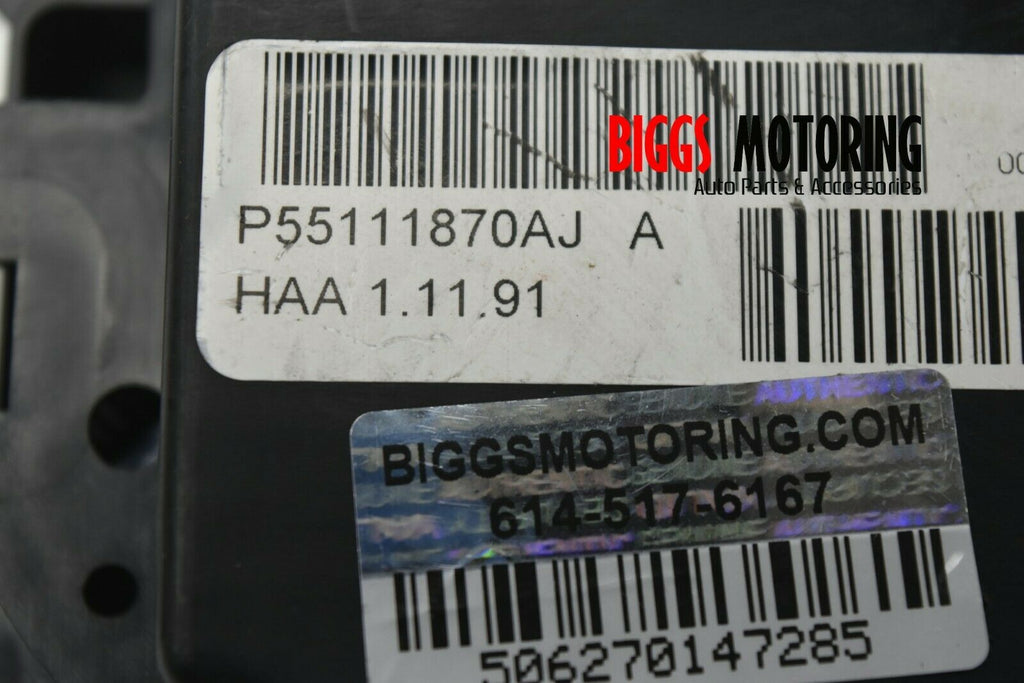 BIGGS MOTORING
Auto Parts & Accessories
P55111870AJ A
HAA 1.11.91
BIGGSMOTORING.COM
614-517-6167
506270147285